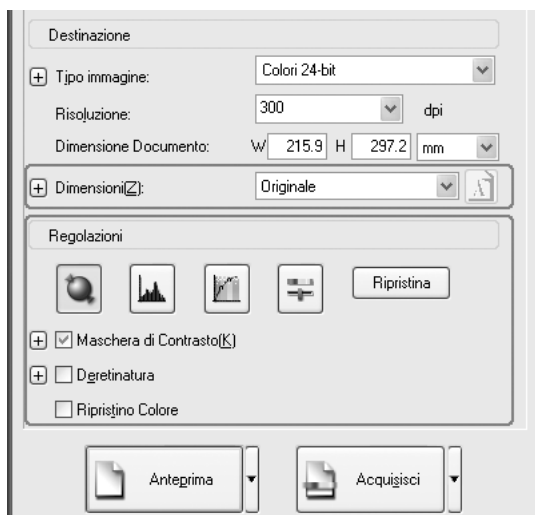 Destinazione
Tipo immagine: Colori 24-bit
Risoluzione: 300 dpi
Dimensione Documento: W 215.9 H 297.2 mm
Dimensioni(Z): Originale A
Regolazioni
Ripristina
Maschera di Contrasto(K)
Deretinatura
Ripristino Colore
Anteprima Acquisisci